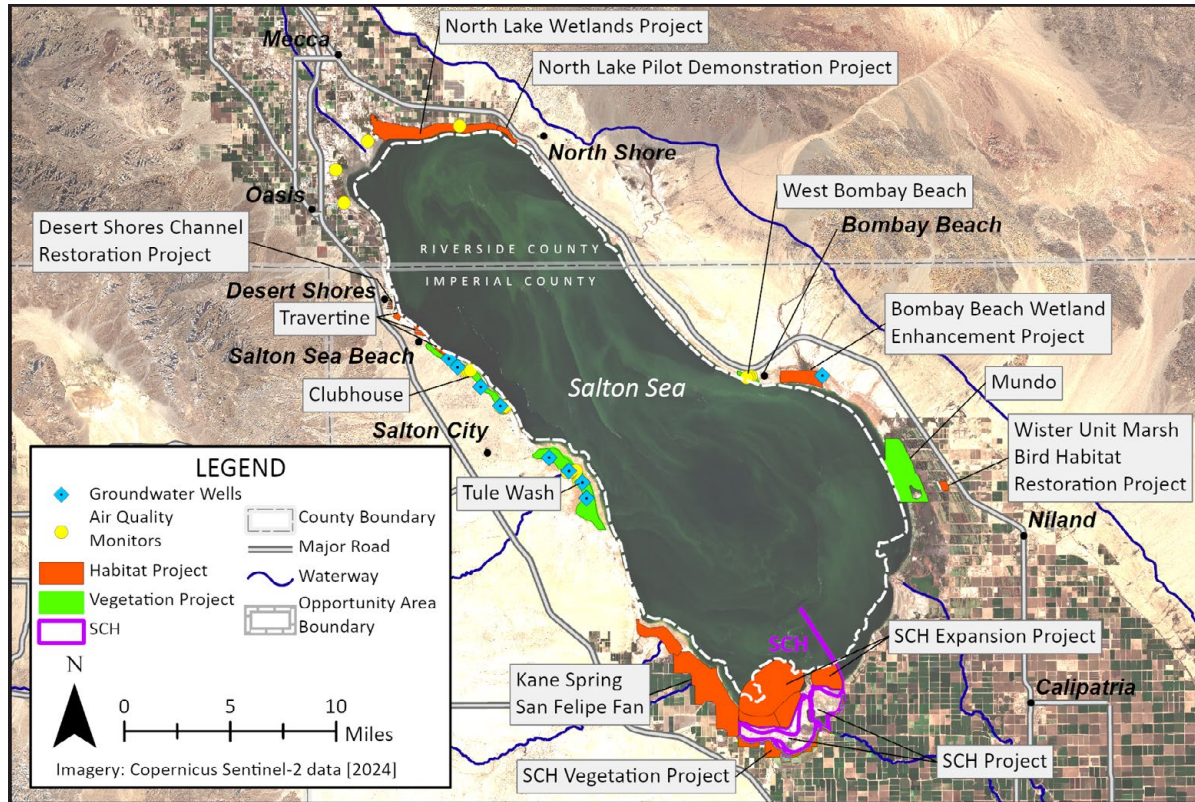 Mecca
North Lake Wetlands Project
North Lake Pilot Demonstration Project
North Shore
Oasis
West Bombay Beach
Bombay Beach
Desert Shores Channel
Restoration Project
RIVERSIDE COUNTY
IMPERIAL COUNTY
Desert Shores
Travertine
Salton Sea Beach
Bombay Beach Wetland
Enhancement Project
Clubhouse
Salton Sea
Mundo
Salton City
Wister Unit Marsh
Bird Habitat
Restoration Project
Tule Wash
Niland
LEGEND
Groundwater Wells
Air Quality
Monitors
Habitat Project
Vegetation Project
SCH
County Boundary
Major Road
Waterway
Opportunity Area
Boundary
N
0 5 10
Miles
Imagery: Copernicus Sentinel-2 data [2024]
SCH
SCH Expansion Project
Kane Spring
San Felipe Fan
Calipatria
SCH Project
SCH Vegetation Project